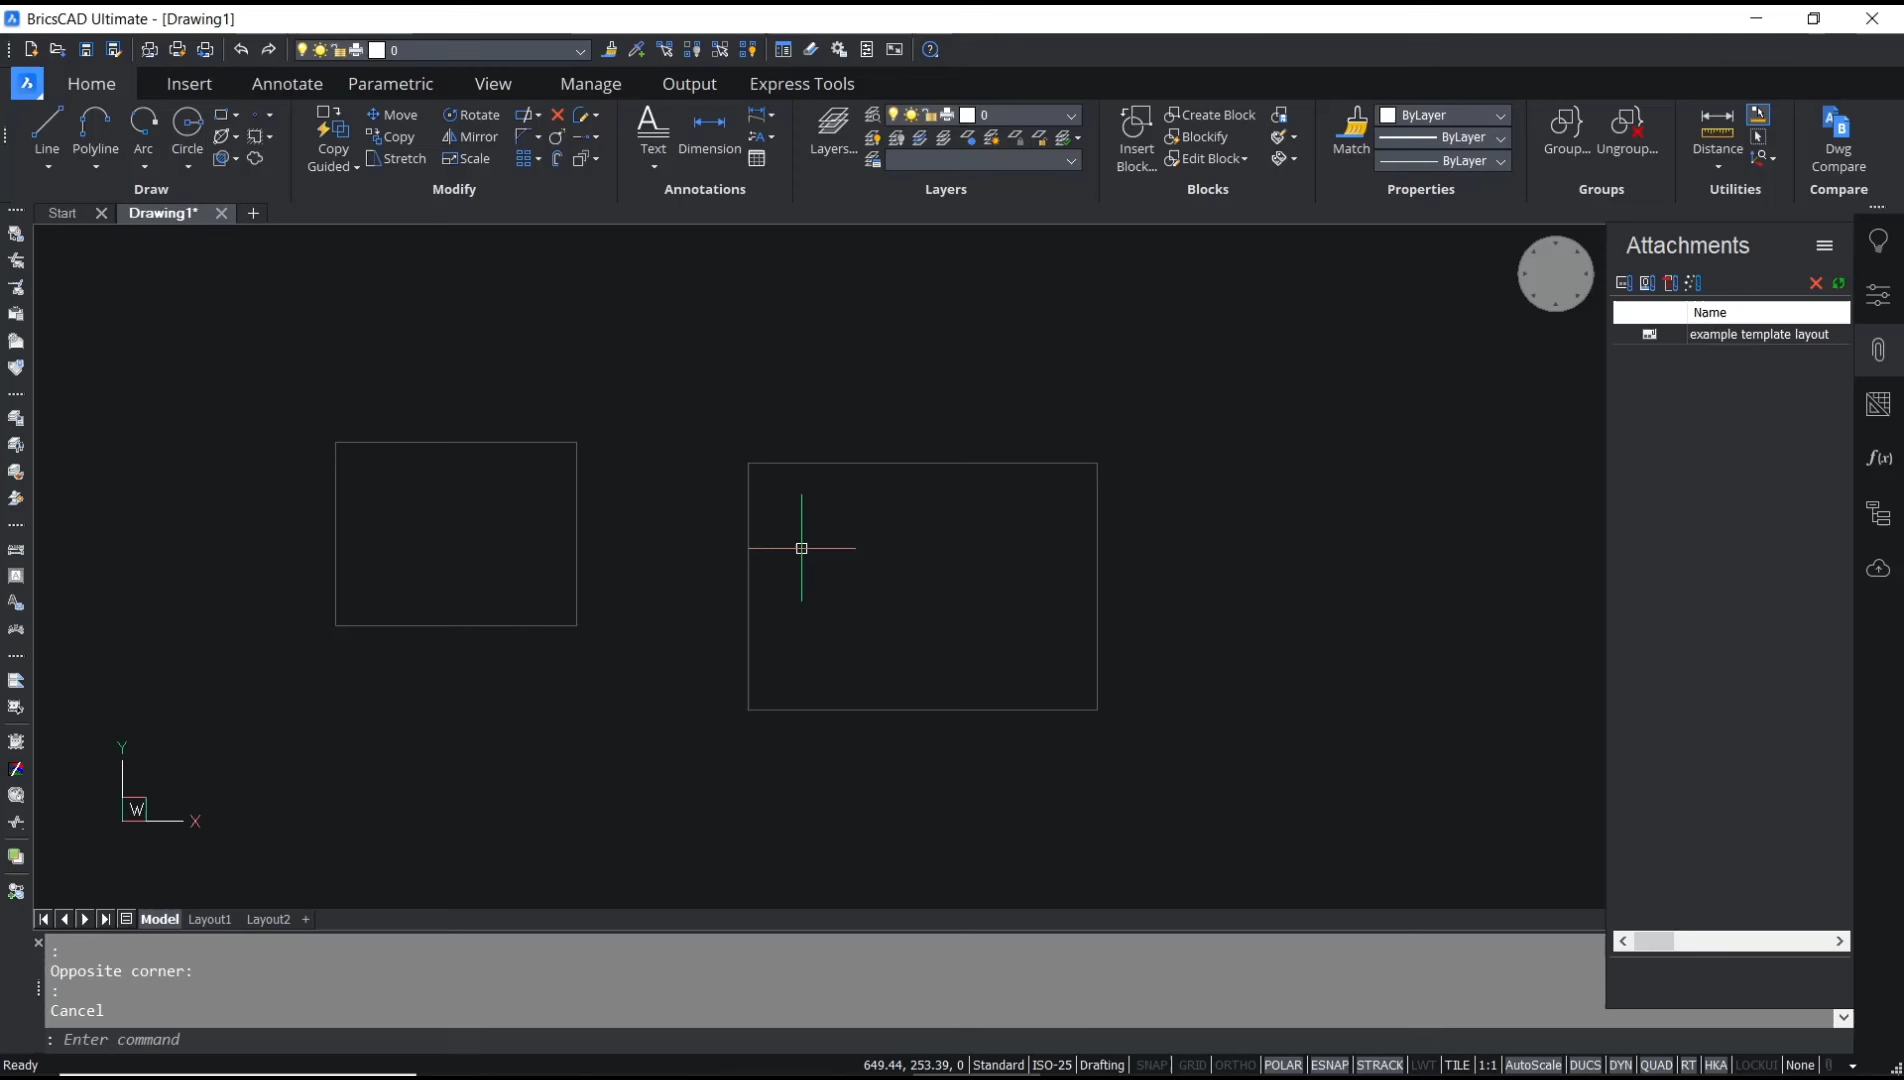 BricsCAD Ultimate - [Drawing1]
0
Home Insert Annotate Parametric View Manage Output Express Tools
Line Polyline Arc Circle
Draw
Copy Guided
Move Rotate
Copy Mirror
Stretch Scale
Modify
Text Dimension
Annotations
Layers...
0
Layers
Insert Block...
Create Block
Blockify
Edit Block
Blocks
Match
ByLayer
ByLayer
ByLayer
Properties
Group... Ungroup...
Groups
Distance
Utilities
Dwg Compare
Compare
Start Drawing1*
Attachments
Name
example template layout
f(x)
Y
W
X
Model Layout1 Layout2 +
:
Opposite corner:
:
Cancel
: Enter command
Ready
649.44, 253.39, 0 Standard ISO-25 Drafting SNAP GRID ORTHO POLAR ESNAP STRACK LWT TILE 1:1 AutoScale DUCS DYN QUAD RT HKA LOCKUI None